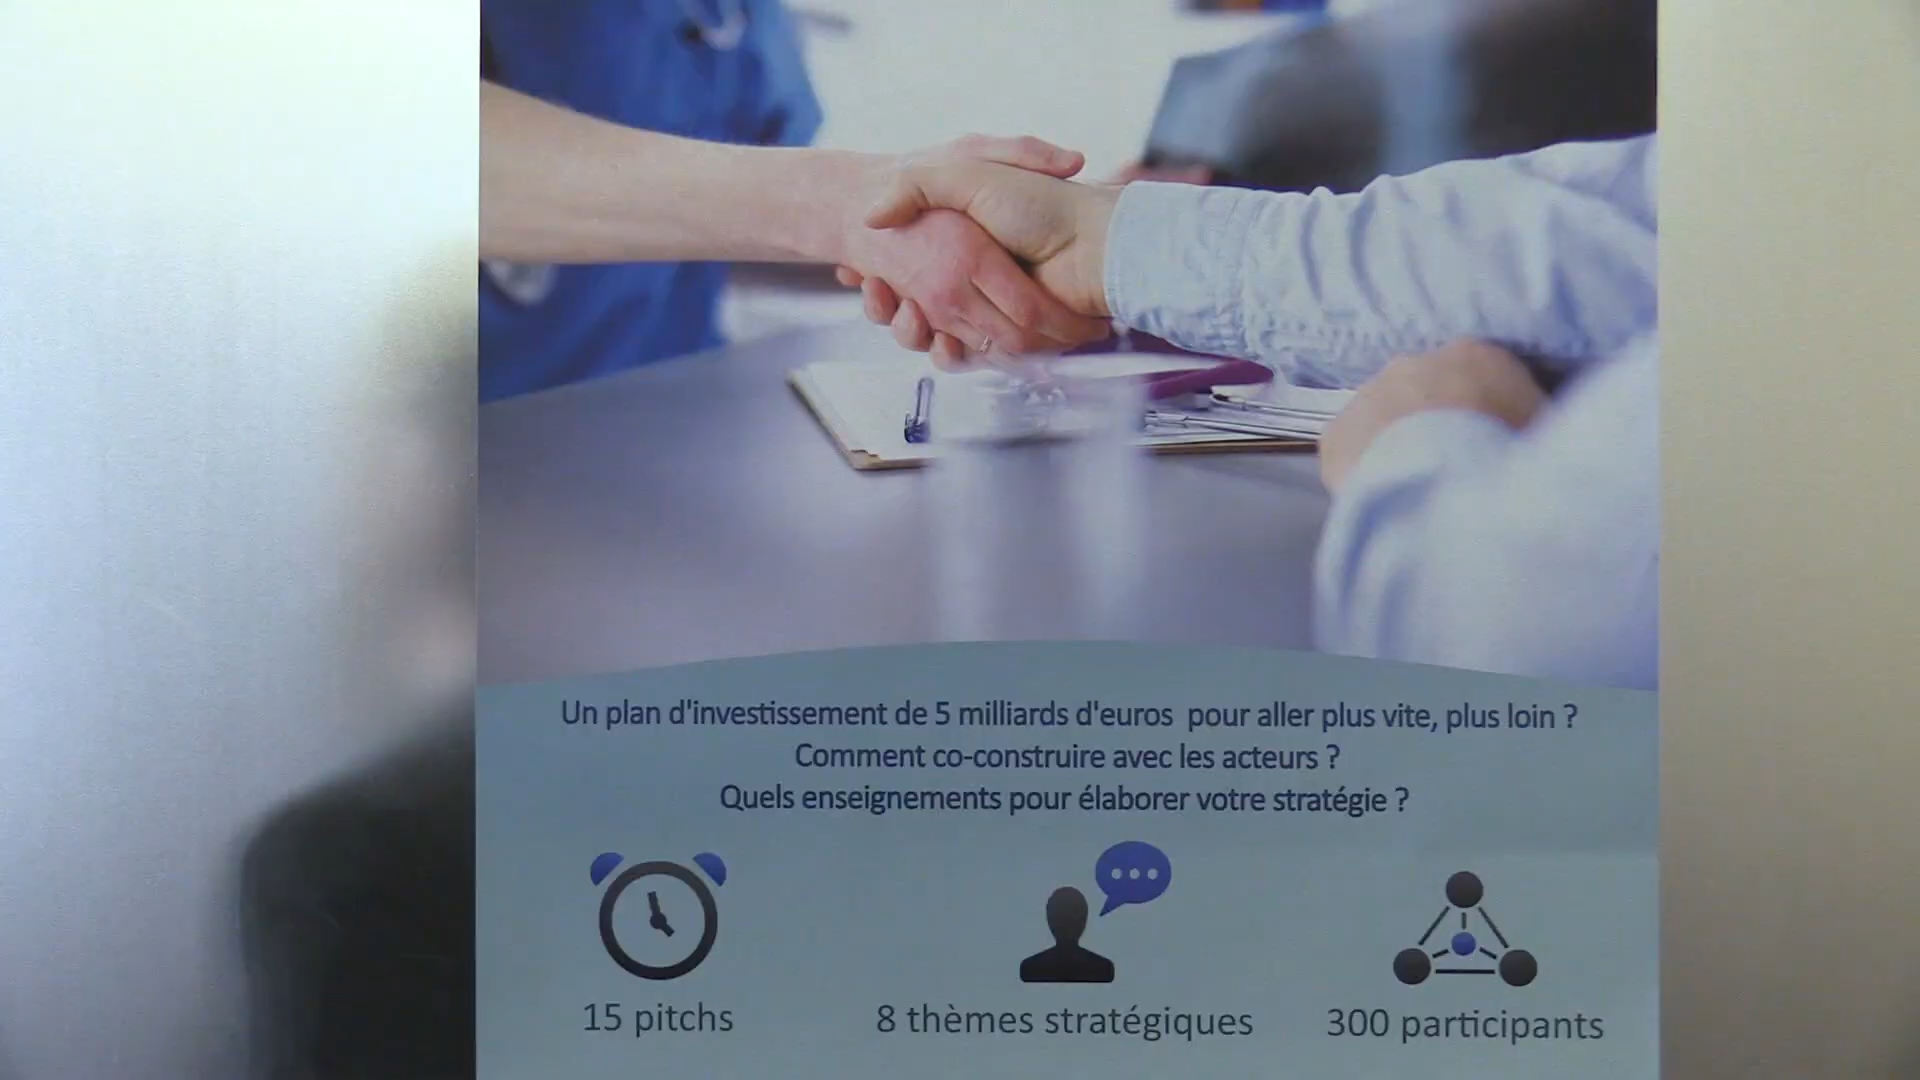 Un plan d'investissement de 5 milliards d'euros pour aller plus vite, plus loin ?
Comment co-construire avec les acteurs ?
Quels enseignements pour élaborer votre stratégie ?
15 pitchs
8 thèmes stratégiques
300 participants